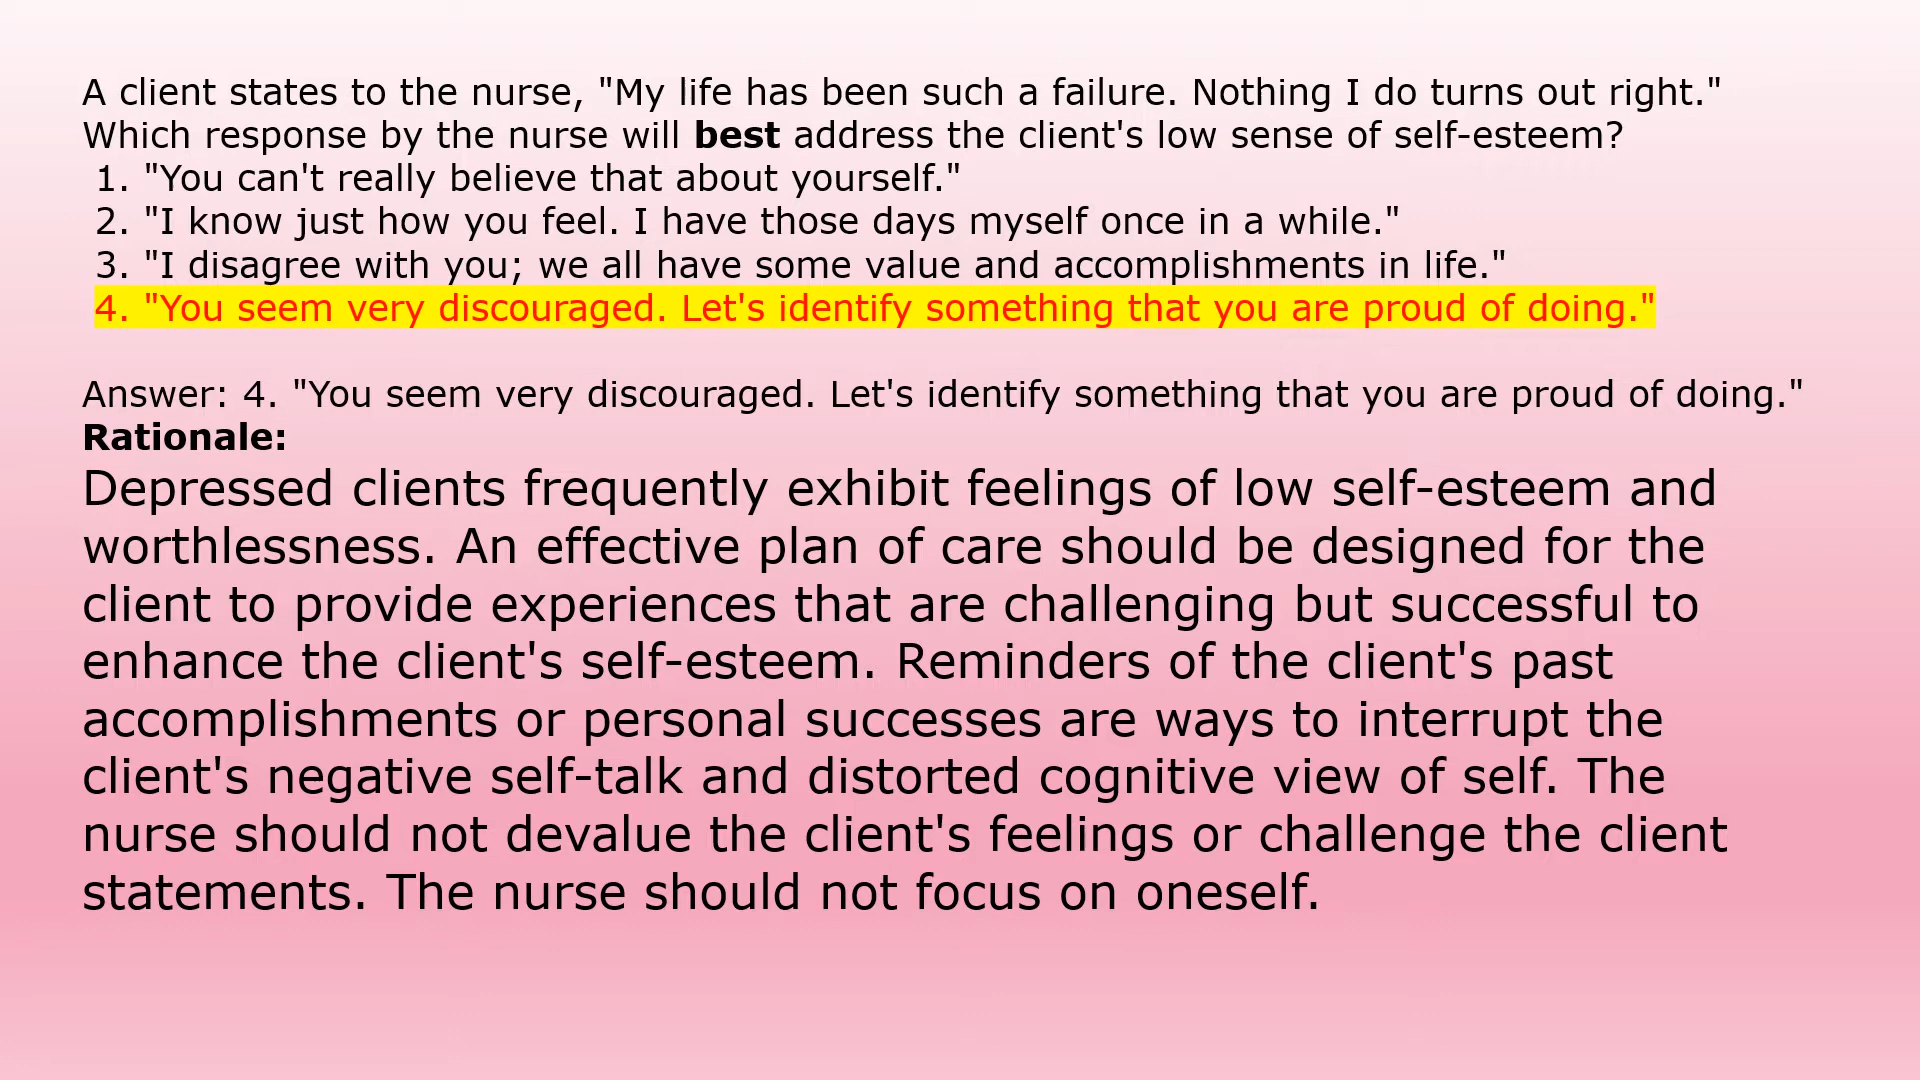 A client states to the nurse, "My life has been such a failure. Nothing I do turns out right."
Which response by the nurse will best address the client's low sense of self-esteem?
1. "You can't really believe that about yourself."
2. "I know just how you feel. I have those days myself once in a while."
3. "I disagree with you; we all have some value and accomplishments in life."
4. "You seem very discouraged. Let's identify something that you are proud of doing."
Answer: 4. "You seem very discouraged. Let's identify something that you are proud of doing."
Rationale:
Depressed clients frequently exhibit feelings of low self-esteem and
worthlessness. An effective plan of care should be designed for the
client to provide experiences that are challenging but successful to
enhance the client's self-esteem. Reminders of the client's past
accomplishments or personal successes are ways to interrupt the
client's negative self-talk and distorted cognitive view of self. The
nurse should not devalue the client's feelings or challenge the client
statements. The nurse should not focus on oneself.